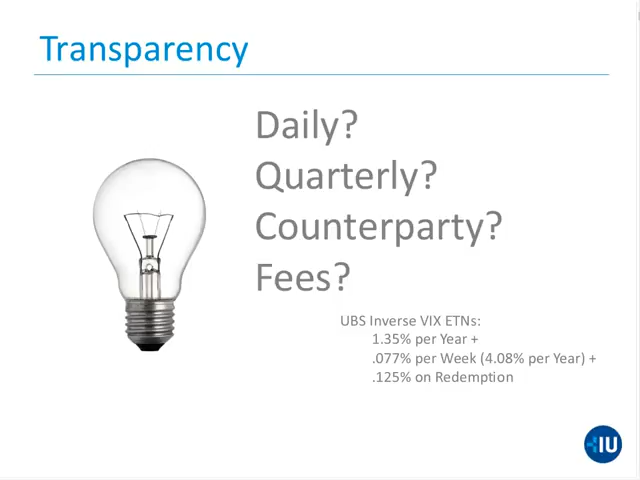 Transparency
Daily?
Quarterly?
Counterparty?
Fees?
UBS Inverse VIX ETNs:
1.35% per Year +
.077% per Week (4.08% per Year) +
.125% on Redemption
IU